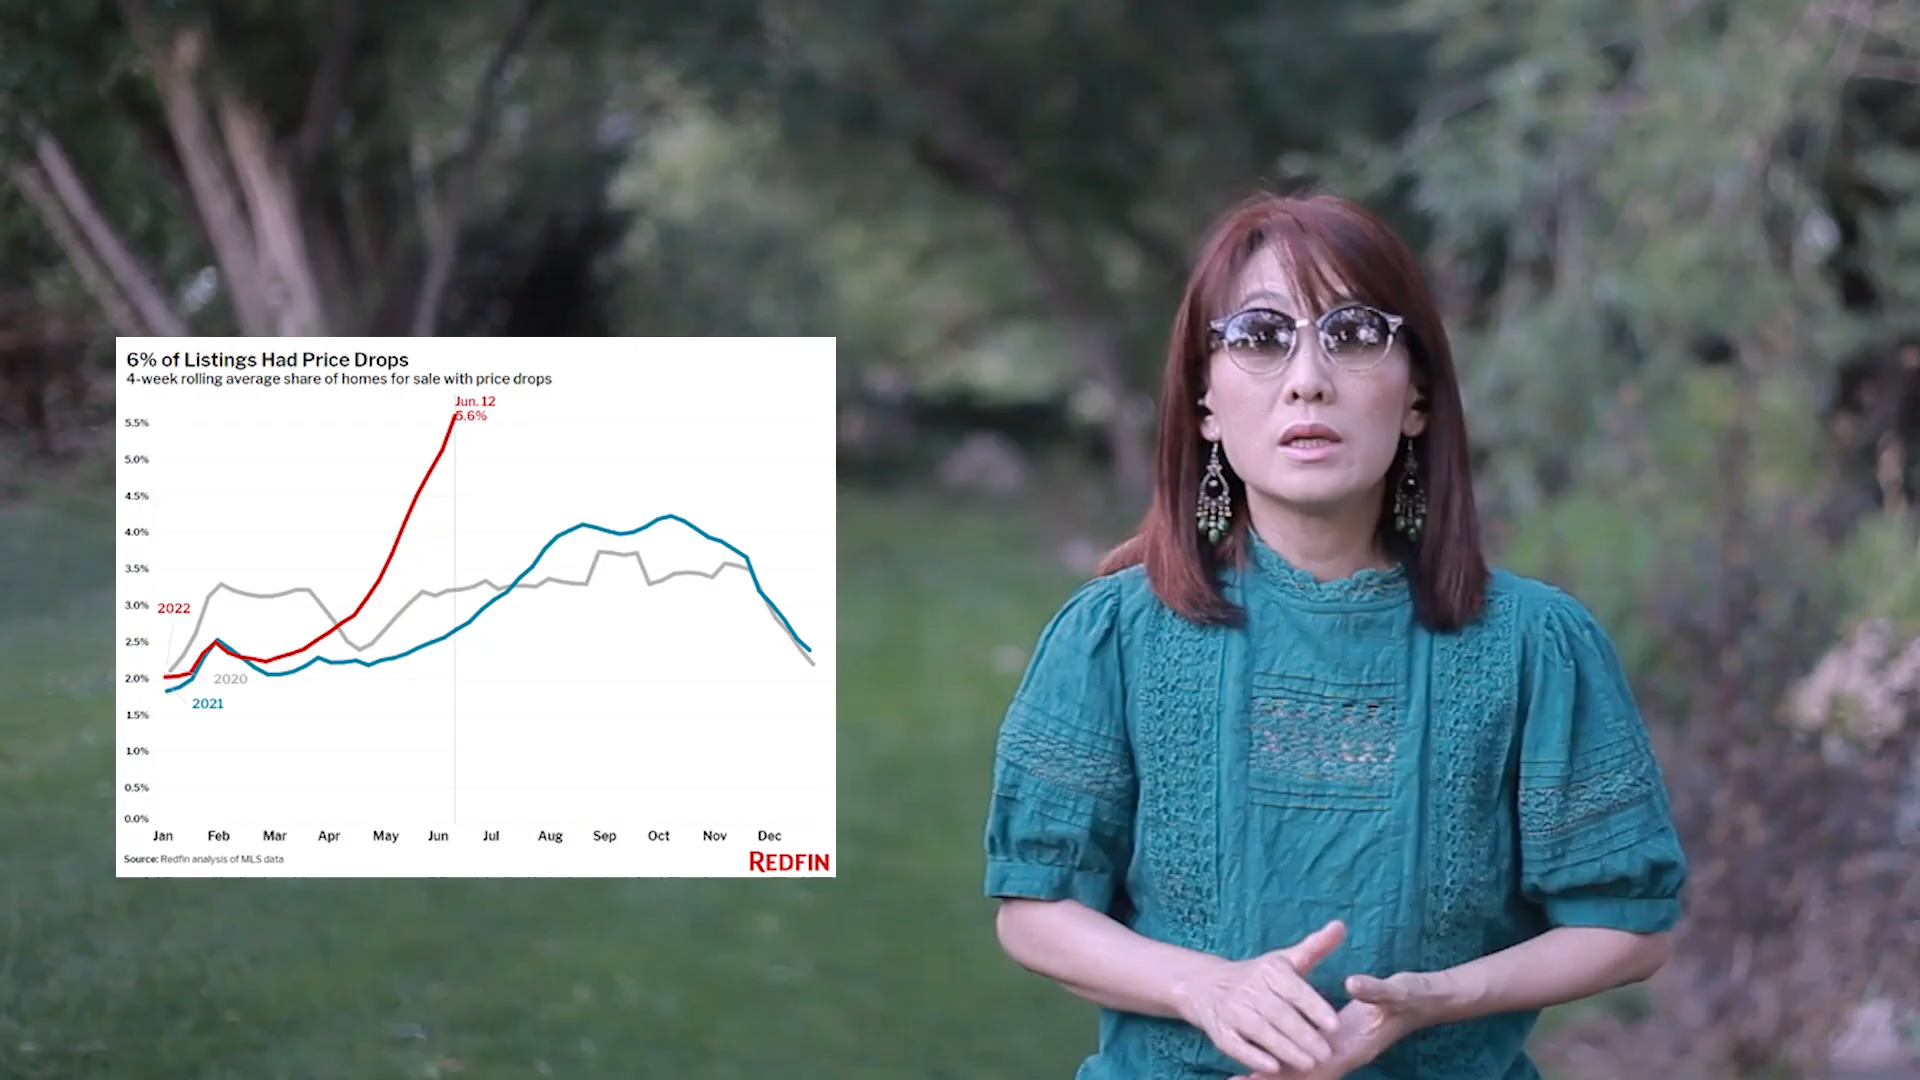 6% of Listings Had Price Drops
4-week rolling average share of homes for sale with price drops
Jun. 12
5.6%
5.5%
5.0%
4.5%
4.0%
3.5%
3.0%
2.5%
2.0%
1.5%
1.0%
0.5%
0.0%
2022
2020
2021
Jan Feb Mar Apr May Jun Jul Aug Sep Oct Nov Dec
Source: Redfin analysis of MLS data
REDFIN